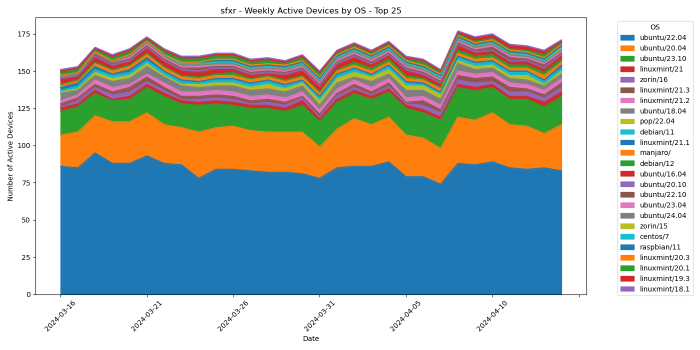 sfxr - Weekly Active Devices by OS - Top 25
Number of Active Devices
175
150
125
100
75
50
25
0
2024-03-16
2024-03-21
2024-03-26
2024-03-31
2024-04-05
2024-04-10
Date
OS
ubuntu/22.04
ubuntu/20.04
ubuntu/23.10
linuxmint/21
zorin/16
linuxmint/21.3
linuxmint/21.2
ubuntu/18.04
pop/22.04
debian/11
linuxmint/21.1
manjaro/
debian/12
ubuntu/16.04
ubuntu/20.10
ubuntu/22.10
ubuntu/23.04
ubuntu/24.04
zorin/15
centos/7
raspbian/11
linuxmint/20.3
linuxmint/20.1
linuxmint/19.3
linuxmint/18.1